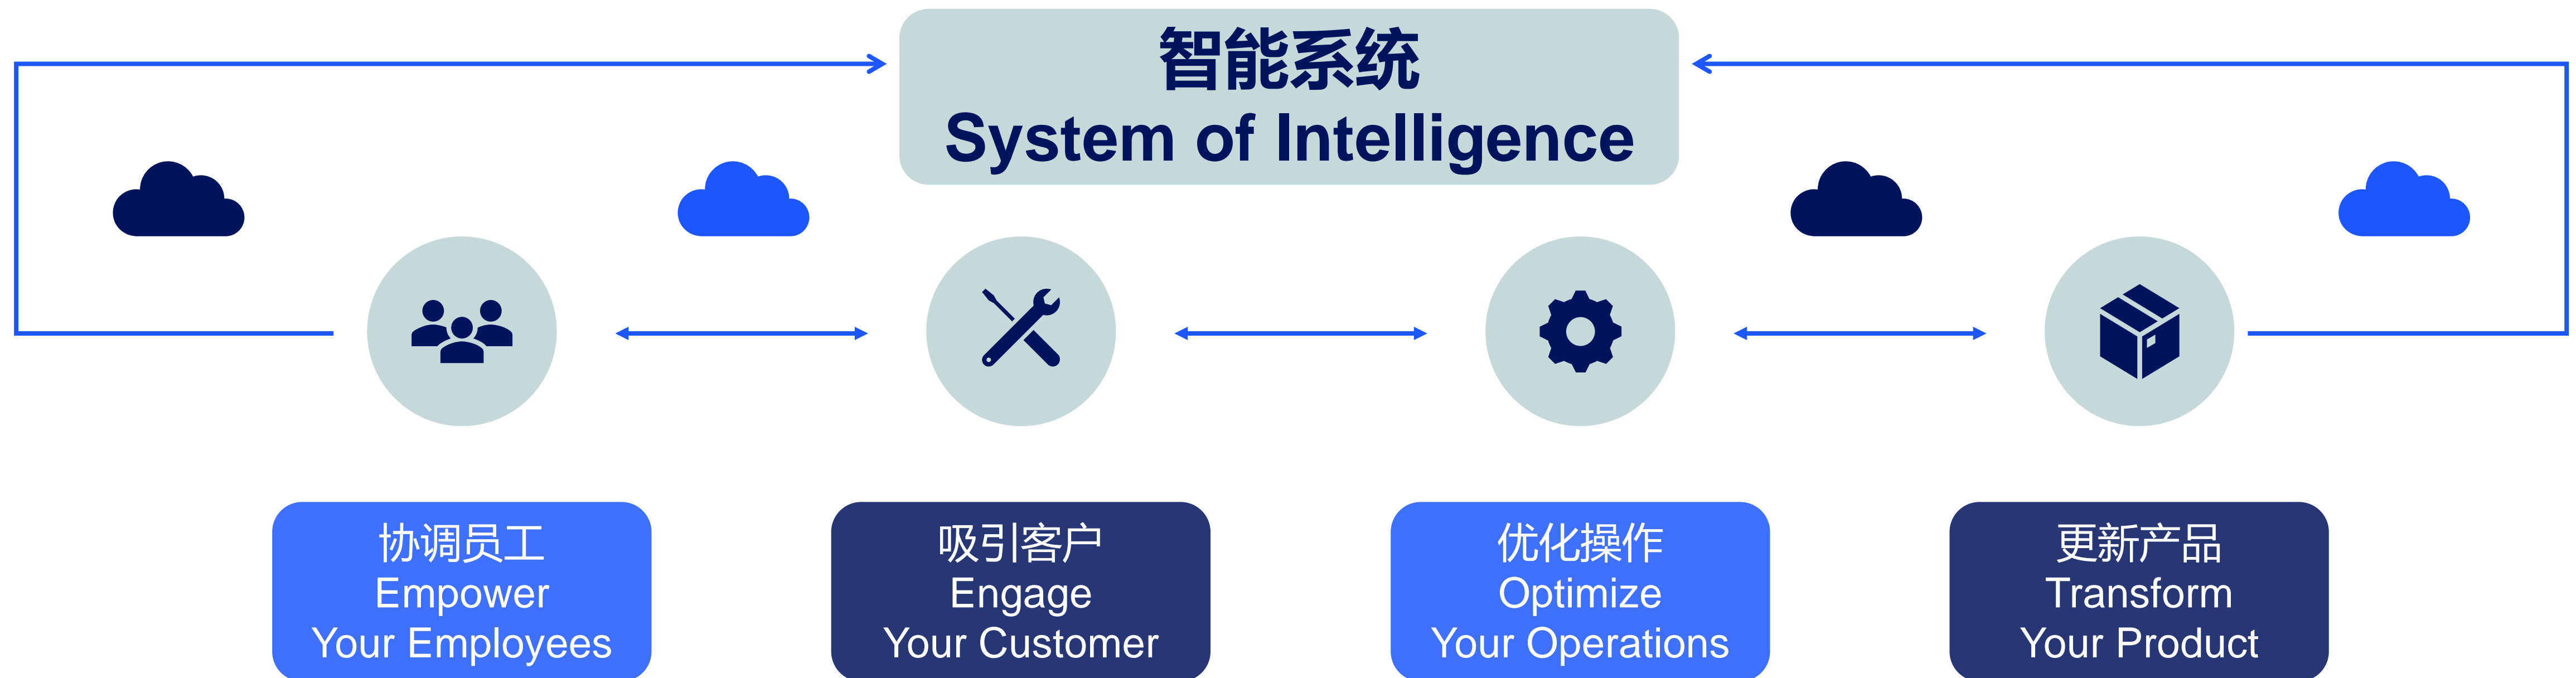 智能系统
System of Intelligence
协调员工
Empower
Your Employees
吸引客户
Engage
Your Customer
优化操作
Optimize
Your Operations
更新产品
Transform
Your Product